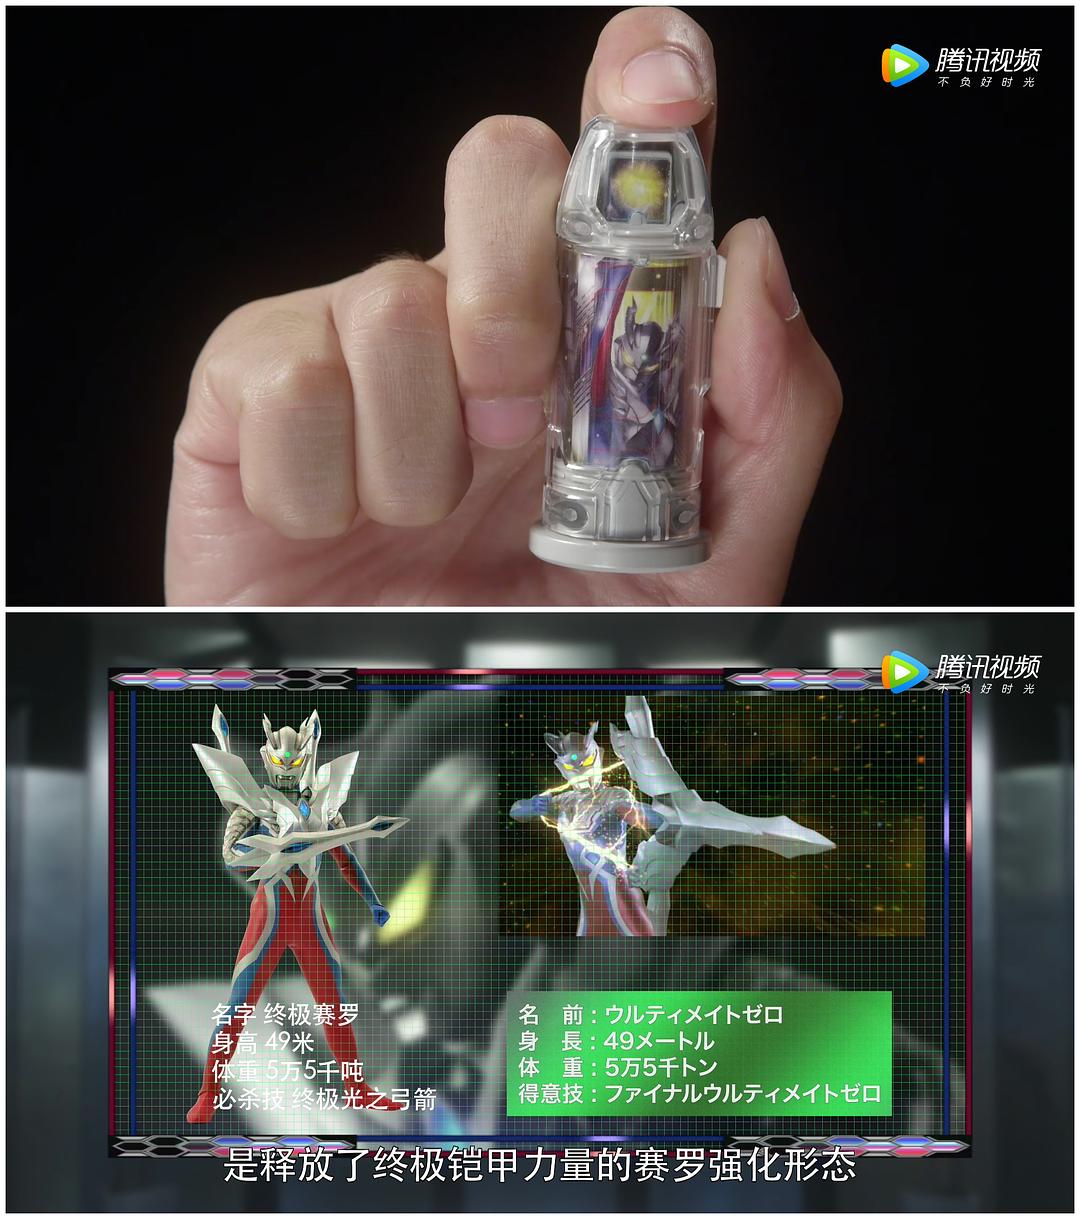 腾讯视频
不负好时光
腾讯视频
不负好时光
名字 终极赛罗
身高 49米
体重 5万5千吨
必杀技 终极光之弓箭
名　前：ウルティメイトゼロ
身　長：49メートル
体　重：5万5千トン
得意技：ファイナルウルティメイトゼロ
是释放了终极铠甲力量的赛罗强化形态